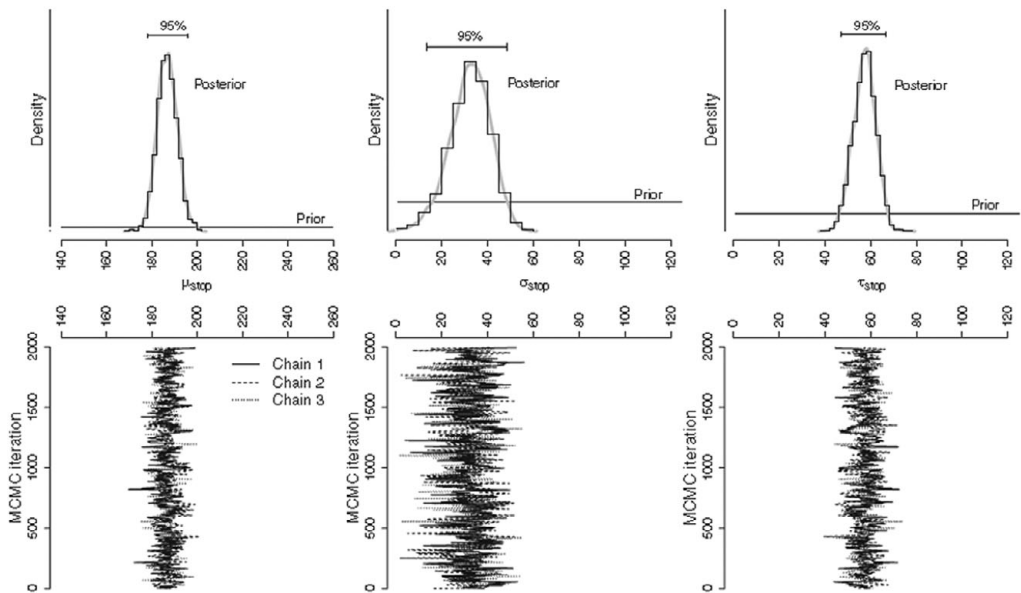 95%
Posterior
Prior
Density
140 160 180 200 220 240 260
μstop
95%
Posterior
Prior
Density
0 20 40 60 80 100 120
σstop
95%
Posterior
Prior
Density
0 20 40 60 80 100 120
τstop
140 160 180 200 220 240 260
MCMC iteration
0 500 1000 1500 2000
Chain 1
Chain 2
Chain 3
0 20 40 60 80 100 120
MCMC iteration
0 500 1000 1500 2000
0 20 40 60 80 100 120
MCMC iteration
0 500 1000 1500 2000